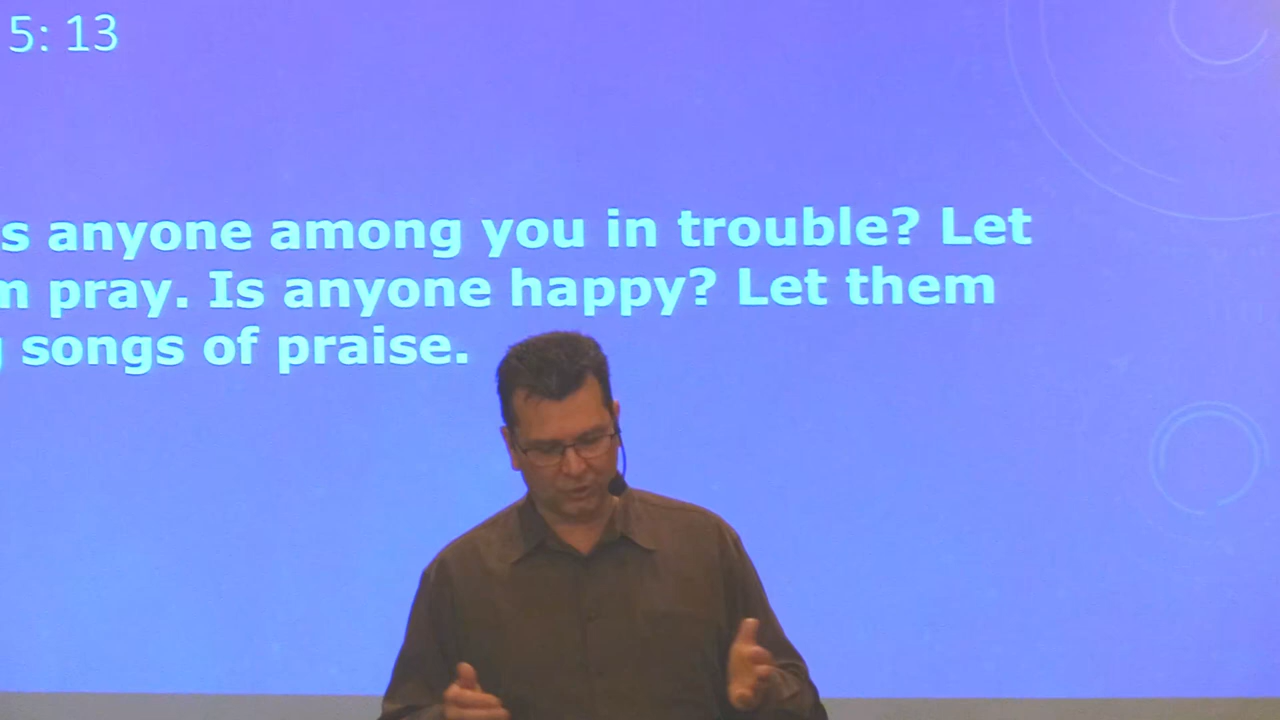 5: 13
s anyone among you in trouble? Let
m pray. Is anyone happy? Let them
songs of praise.